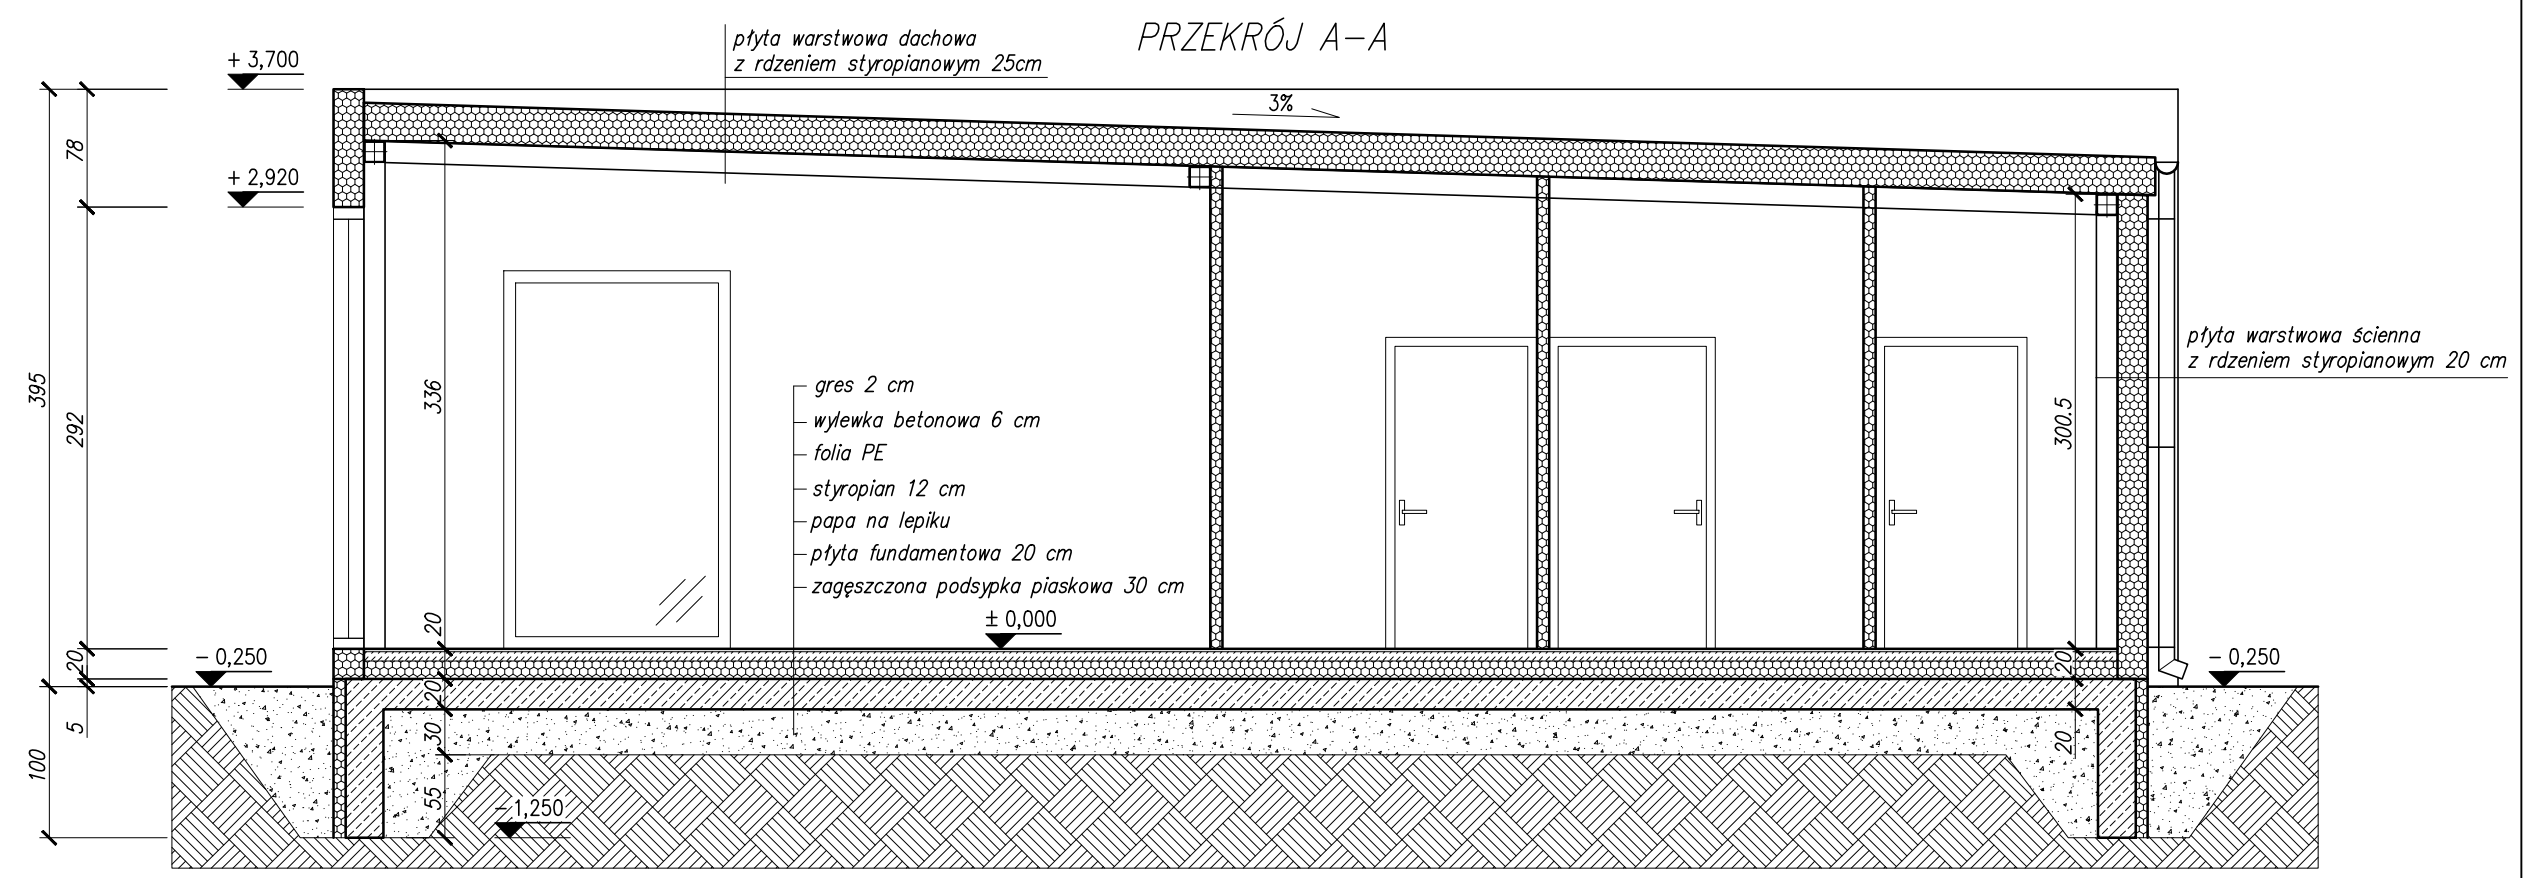 PRZEKRÓJ A-A
płyta warstwowa dachowa
z rdzeniem styropianowym 25cm
+ 3,700
3%
78
+ 2,920
336
395
292
300.5
płyta warstwowa ścienna
z rdzeniem styropianowym 20 cm
gres 2 cm
wylewka betonowa 6 cm
folia PE
styropian 12 cm
papa na lepiku
płyta fundamentowa 20 cm
zagęszczona podsypka piaskowa 30 cm
± 0,000
20
20
- 0,250
- 0,250
20
20
5
30
20
100
55
- 1,250